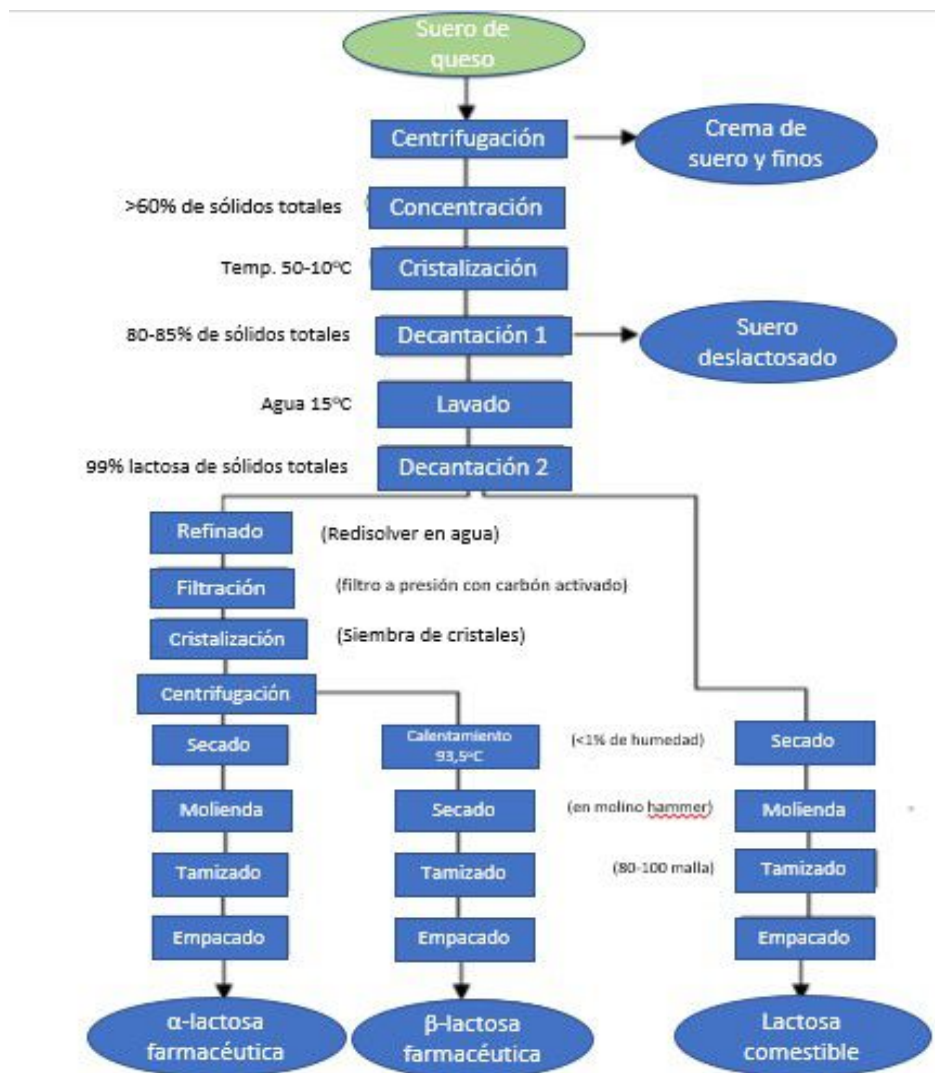 Suero de
queso
Centrifugación
Crema de
suero y finos
>60% de sólidos totales
Concentración
Temp. 50-10°C
Cristalización
80-85% de sólidos totales
Decantación 1
Suero
deslactosado
Agua 15°C
Lavado
99% lactosa de sólidos totales
Decantación 2
Refinado
(Redisolver en agua)
Filtración
(filtro a presión con carbón activado)
Cristalización
(Siembra de cristales)
Centrifugación
Secado
Calentamiento
93,5°C
(<1% de humedad)
Secado
Molienda
Secado
(en molino hammer)
Molienda
Tamizado
Tamizado
(80-100 malla)
Tamizado
Empacado
Empacado
Empacado
α-lactosa
farmacéutica
β-lactosa
farmacéutica
Lactosa
comestible